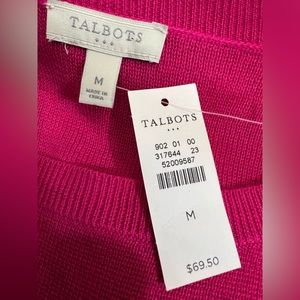 TALBOTS
M
MADE IN
CHINA
TALBOTS
902 01 00
317644 23
52009587
M
$69.50